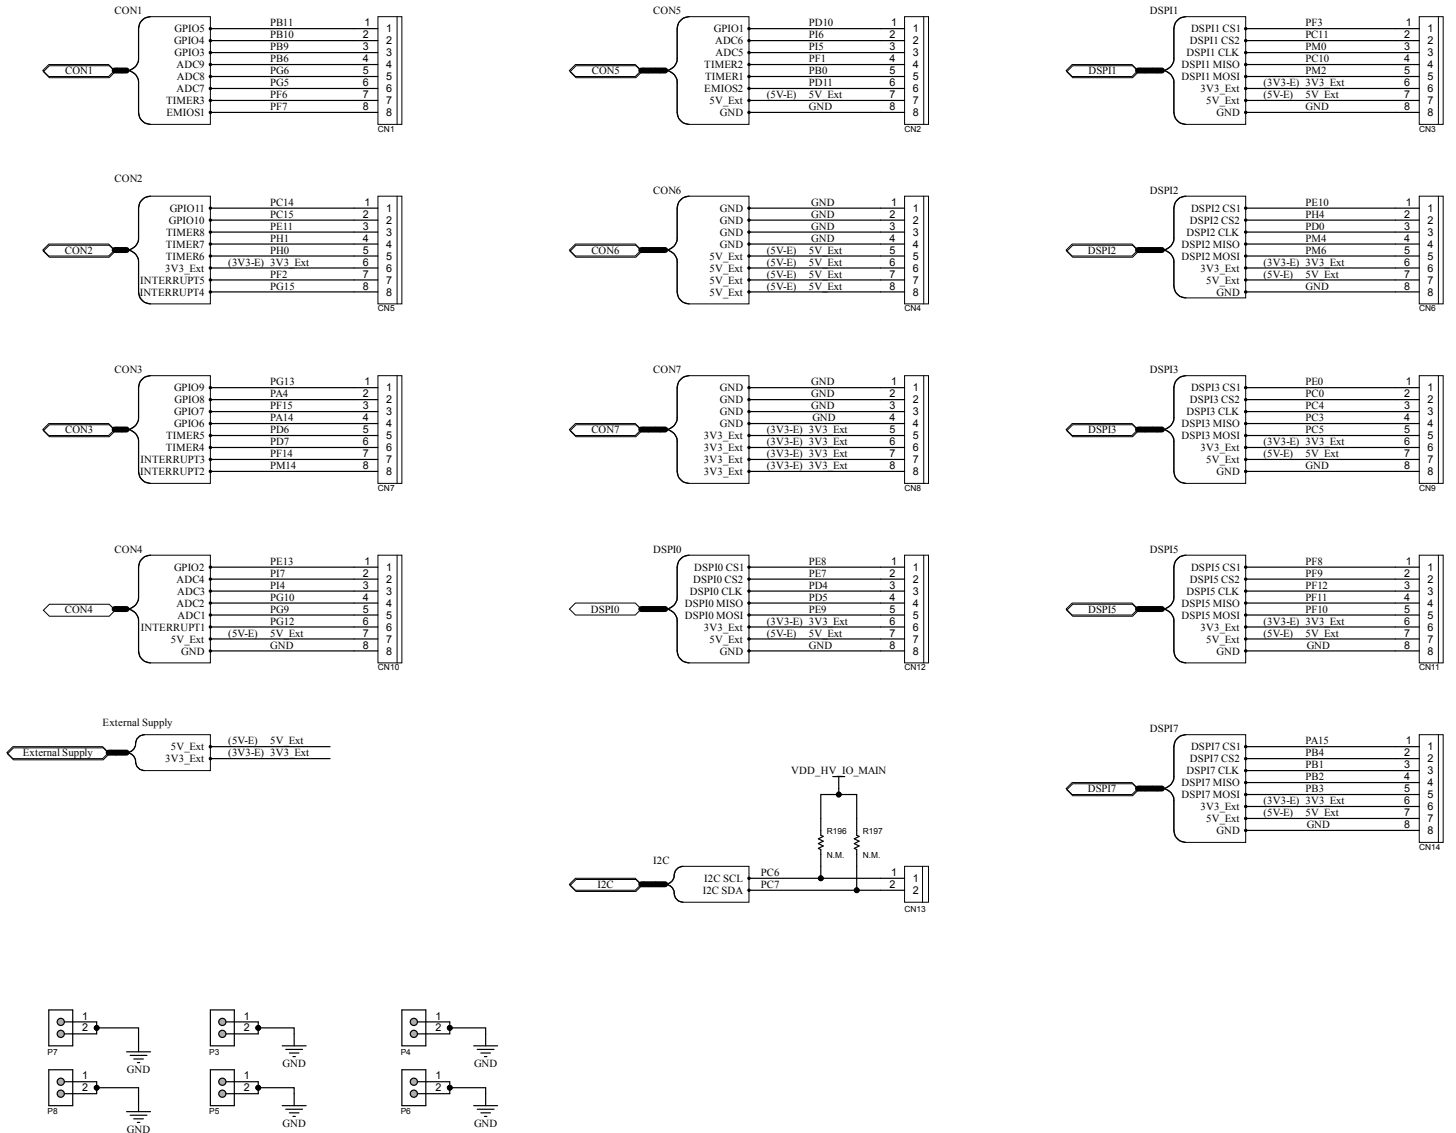 CON1
CON1
GPIO5 PB11 1 1
GPIO4 PB10 2 2
GPIO3 PB9 3 3
ADC9 PB6 4 4
ADC8 PG6 5 5
ADC7 PG5 6 6
TIMER3 PF6 7 7
EMIOS1 PF7 8 8
CN1
CON5
CON5
GPIO1 PD10 1 1
ADC6 PI6 2 2
ADC5 PI5 3 3
TIMER2 PF1 4 4
TIMER1 PB0 5 5
EMIOS2 PD11 6 6
5V_Ext (5V-E) 5V_Ext 7 7
GND GND 8 8
CN2
DSPI1
DSPI1
DSPI1 CS1 PF3 1 1
DSPI1 CS2 PC11 2 2
DSPI1 CLK PM0 3 3
DSPI1 MISO PC10 4 4
DSPI1 MOSI PM2 5 5
3V3_Ext (3V3-E) 3V3_Ext 6 6
5V_Ext (5V-E) 5V_Ext 7 7
GND GND 8 8
CN3
CON2
CON2
GPIO11 PC14 1 1
GPIO10 PC15 2 2
TIMER8 PE11 3 3
TIMER7 PH1 4 4
TIMER6 PH0 5 5
3V3_Ext (3V3-E) 3V3_Ext 6 6
INTERRUPT5 PF2 7 7
INTERRUPT4 PG15 8 8
CN5
CON6
CON6
GND GND 1 1
GND GND 2 2
GND GND 3 3
GND GND 4 4
5V_Ext (5V-E) 5V_Ext 5 5
5V_Ext (5V-E) 5V_Ext 6 6
5V_Ext (5V-E) 5V_Ext 7 7
5V_Ext (5V-E) 5V_Ext 8 8
CN4
DSPI2
DSPI2
DSPI2 CS1 PE10 1 1
DSPI2 CS2 PH4 2 2
DSPI2 CLK PD0 3 3
DSPI2 MISO PM4 4 4
DSPI2 MOSI PM6 5 5
3V3_Ext (3V3-E) 3V3_Ext 6 6
5V_Ext (5V-E) 5V_Ext 7 7
GND GND 8 8
CN6
CON3
CON3
GPIO9 PG13 1 1
GPIO8 PA4 2 2
GPIO7 PF15 3 3
GPIO6 PA14 4 4
TIMER5 PD6 5 5
TIMER4 PD7 6 6
INTERRUPT3 PF14 7 7
INTERRUPT2 PM14 8 8
CN7
CON7
CON7
GND GND 1 1
GND GND 2 2
GND GND 3 3
GND GND 4 4
3V3_Ext (3V3-E) 3V3_Ext 5 5
3V3_Ext (3V3-E) 3V3_Ext 6 6
3V3_Ext (3V3-E) 3V3_Ext 7 7
3V3_Ext (3V3-E) 3V3_Ext 8 8
CN8
DSPI3
DSPI3
DSPI3 CS1 PE0 1 1
DSPI3 CS2 PC0 2 2
DSPI3 CLK PC4 3 3
DSPI3 MISO PC3 4 4
DSPI3 MOSI PC5 5 5
3V3_Ext (3V3-E) 3V3_Ext 6 6
5V_Ext (5V-E) 5V_Ext 7 7
GND GND 8 8
CN9
CON4
CON4
GPIO2 PE13 1 1
ADC4 PI7 2 2
ADC3 PI4 3 3
ADC2 PG10 4 4
ADC1 PG9 5 5
INTERRUPT1 PG12 6 6
5V_Ext (5V-E) 5V_Ext 7 7
GND GND 8 8
CN10
DSPI0
DSPI0
DSPI0 CS1 PE8 1 1
DSPI0 CS2 PE7 2 2
DSPI0 CLK PD4 3 3
DSPI0 MISO PD5 4 4
DSPI0 MOSI PE9 5 5
3V3_Ext (3V3-E) 3V3_Ext 6 6
5V_Ext (5V-E) 5V_Ext 7 7
GND GND 8 8
CN12
DSPI5
DSPI5
DSPI5 CS1 PF8 1 1
DSPI5 CS2 PF9 2 2
DSPI5 CLK PF12 3 3
DSPI5 MISO PF11 4 4
DSPI5 MOSI PF10 5 5
3V3_Ext (3V3-E) 3V3_Ext 6 6
5V_Ext (5V-E) 5V_Ext 7 7
GND GND 8 8
CN11
External Supply
External Supply
5V_Ext (5V-E) 5V_Ext
3V3_Ext (3V3-E) 3V3_Ext
VDD_HV_IO_MAIN
R196 R197
N.M. N.M.
I2C
I2C
I2C SCL PC6 1 1
I2C SDA PC7 2 2
CN13
DSPI7
DSPI7
DSPI7 CS1 PA15 1 1
DSPI7 CS2 PB4 2 2
DSPI7 CLK PB1 3 3
DSPI7 MISO PB2 4 4
DSPI7 MOSI PB3 5 5
3V3_Ext (3V3-E) 3V3_Ext 6 6
5V_Ext (5V-E) 5V_Ext 7 7
GND GND 8 8
CN14
1
2
P7
GND
1
2
P3
GND
1
2
P4
GND
1
2
P8
GND
1
2
P5
GND
1
2
P6
GND